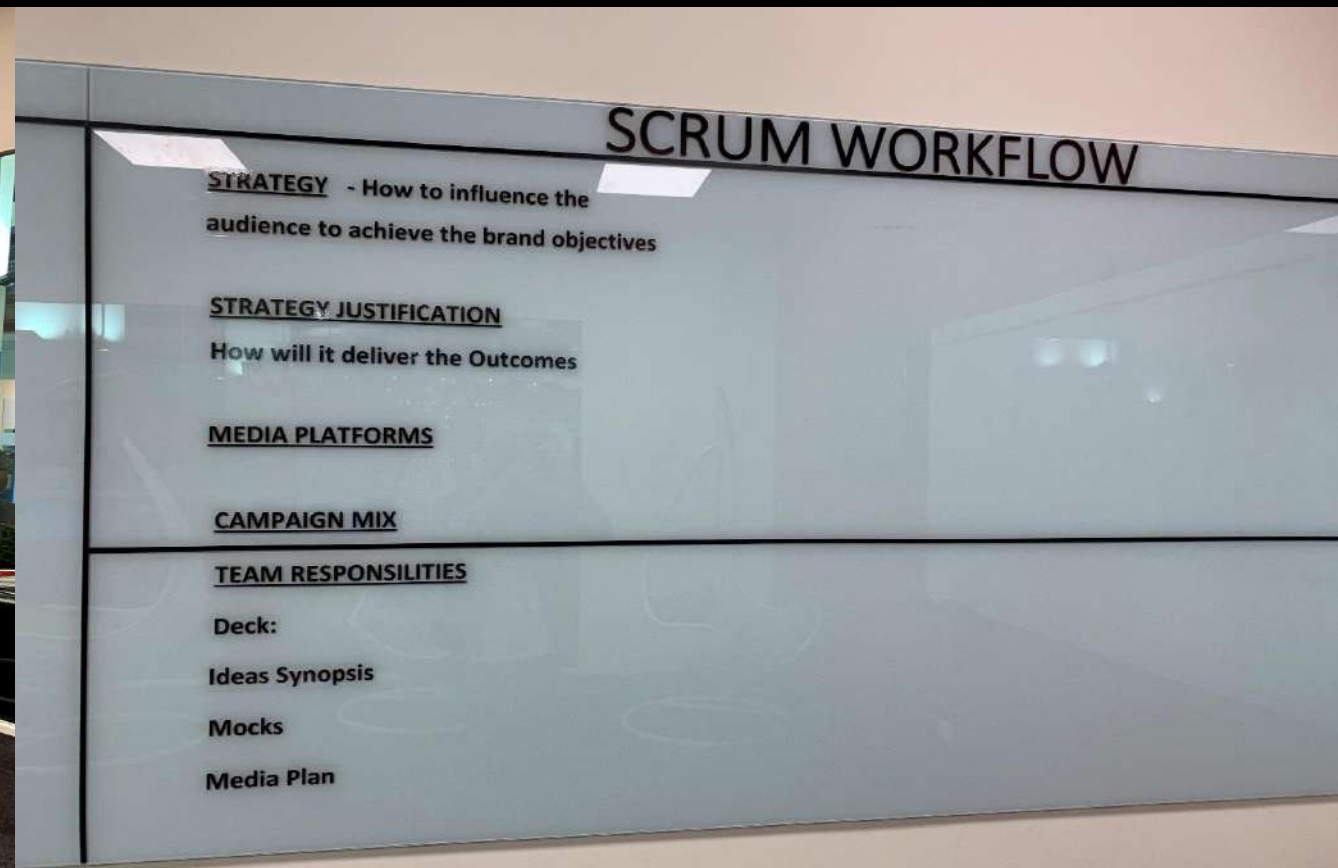 SCRUM WORKFLOW
STRATEGY - How to influence the
audience to achieve the brand objectives
STRATEGY JUSTIFICATION
How will it deliver the Outcomes
MEDIA PLATFORMS
CAMPAIGN MIX
TEAM RESPONSILITIES
Deck:
Ideas Synopsis
Mocks
Media Plan